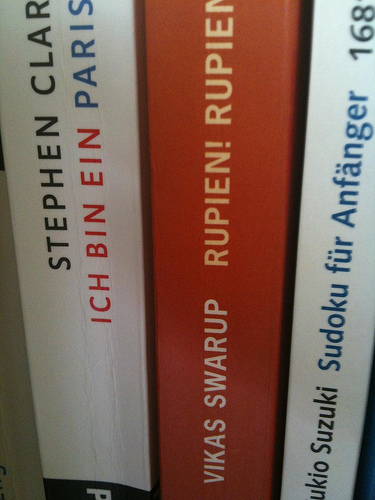 STEPHEN CLAR
ICH BIN EIN PARIS
VIKAS SWARUP RUPIEN! RUPIEN
ukio Suzuki Sudoku für Anfänger 168